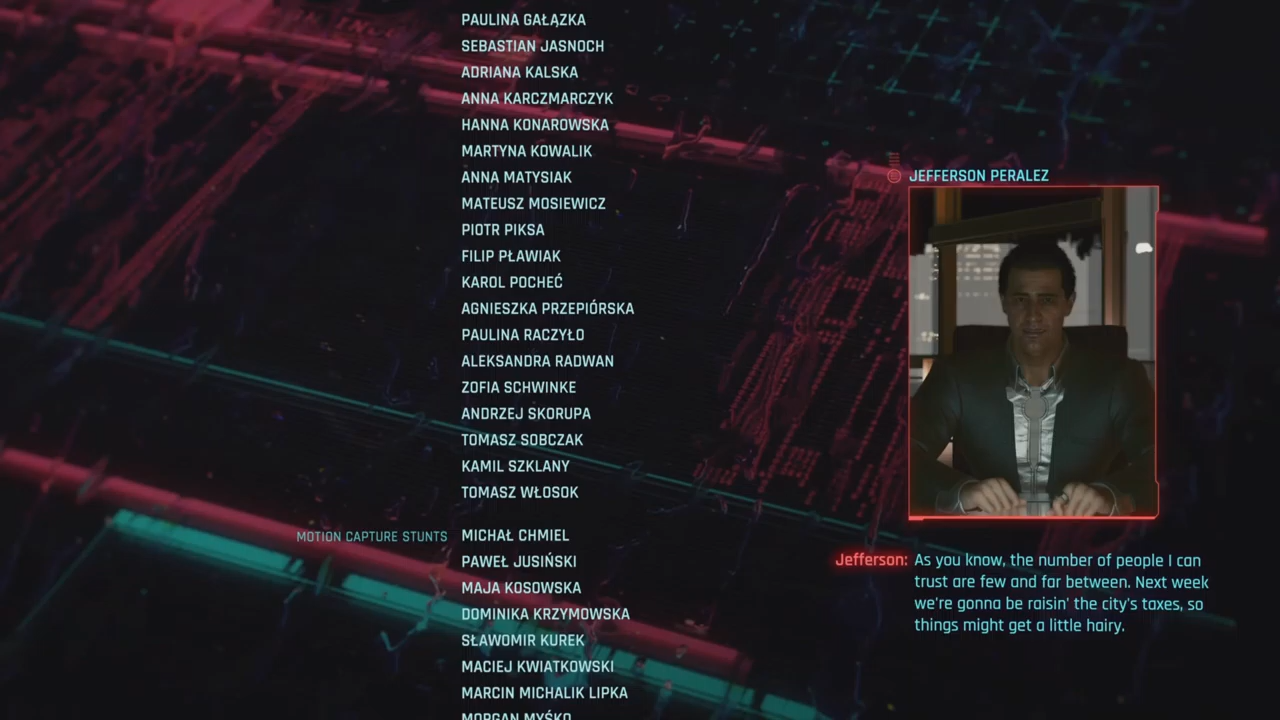 PAULINA GAŁĄZKA
SEBASTIAN JASNOCH
ADRIANA KALSKA
ANNA KARCZMARCZYK
HANNA KONAROWSKA
MARTYNA KOWALIK
ANNA MATYSIAK
MATEUSZ MOSIEWICZ
PIOTR PIKSA
FILIP PŁAWIAK
KAROL POCHEĆ
AGNIESZKA PRZEPIÓRSKA
PAULINA RACZYŁO
ALEKSANDRA RADWAN
ZOFIA SCHWINKE
ANDRZEJ SKORUPA
TOMASZ SOBCZAK
KAMIL SZKLANY
TOMASZ WŁOSOK
MOTION CAPTURE STUNTS MICHAŁ CHMIEL
PAWEŁ JUSIŃSKI
MAJA KOSOWSKA
DOMINIKA KRZYMOWSKA
SŁAWOMIR KUREK
MACIEJ KWIATKOWSKI
MARCIN MICHALIK LIPKA
MORGAN MYŚKO
JEFFERSON PERALEZ
Jefferson: As you know, the number of people I can
trust are few and far between. Next week
we're gonna be raisin' the city's taxes, so
things might get a little hairy.